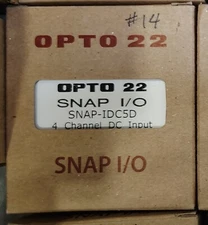 #14
OPTO 22
OPTO 22
SNAP I/O
SNAP-IDC5D
4 Channel DC Input
SNAP I/O